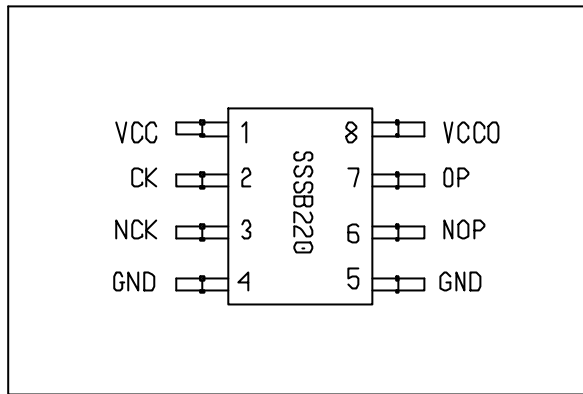 VCC 1 8 VCCO
CK 2 7 OP
NCK 3 6 NOP
GND 4 5 GND
SSSB220